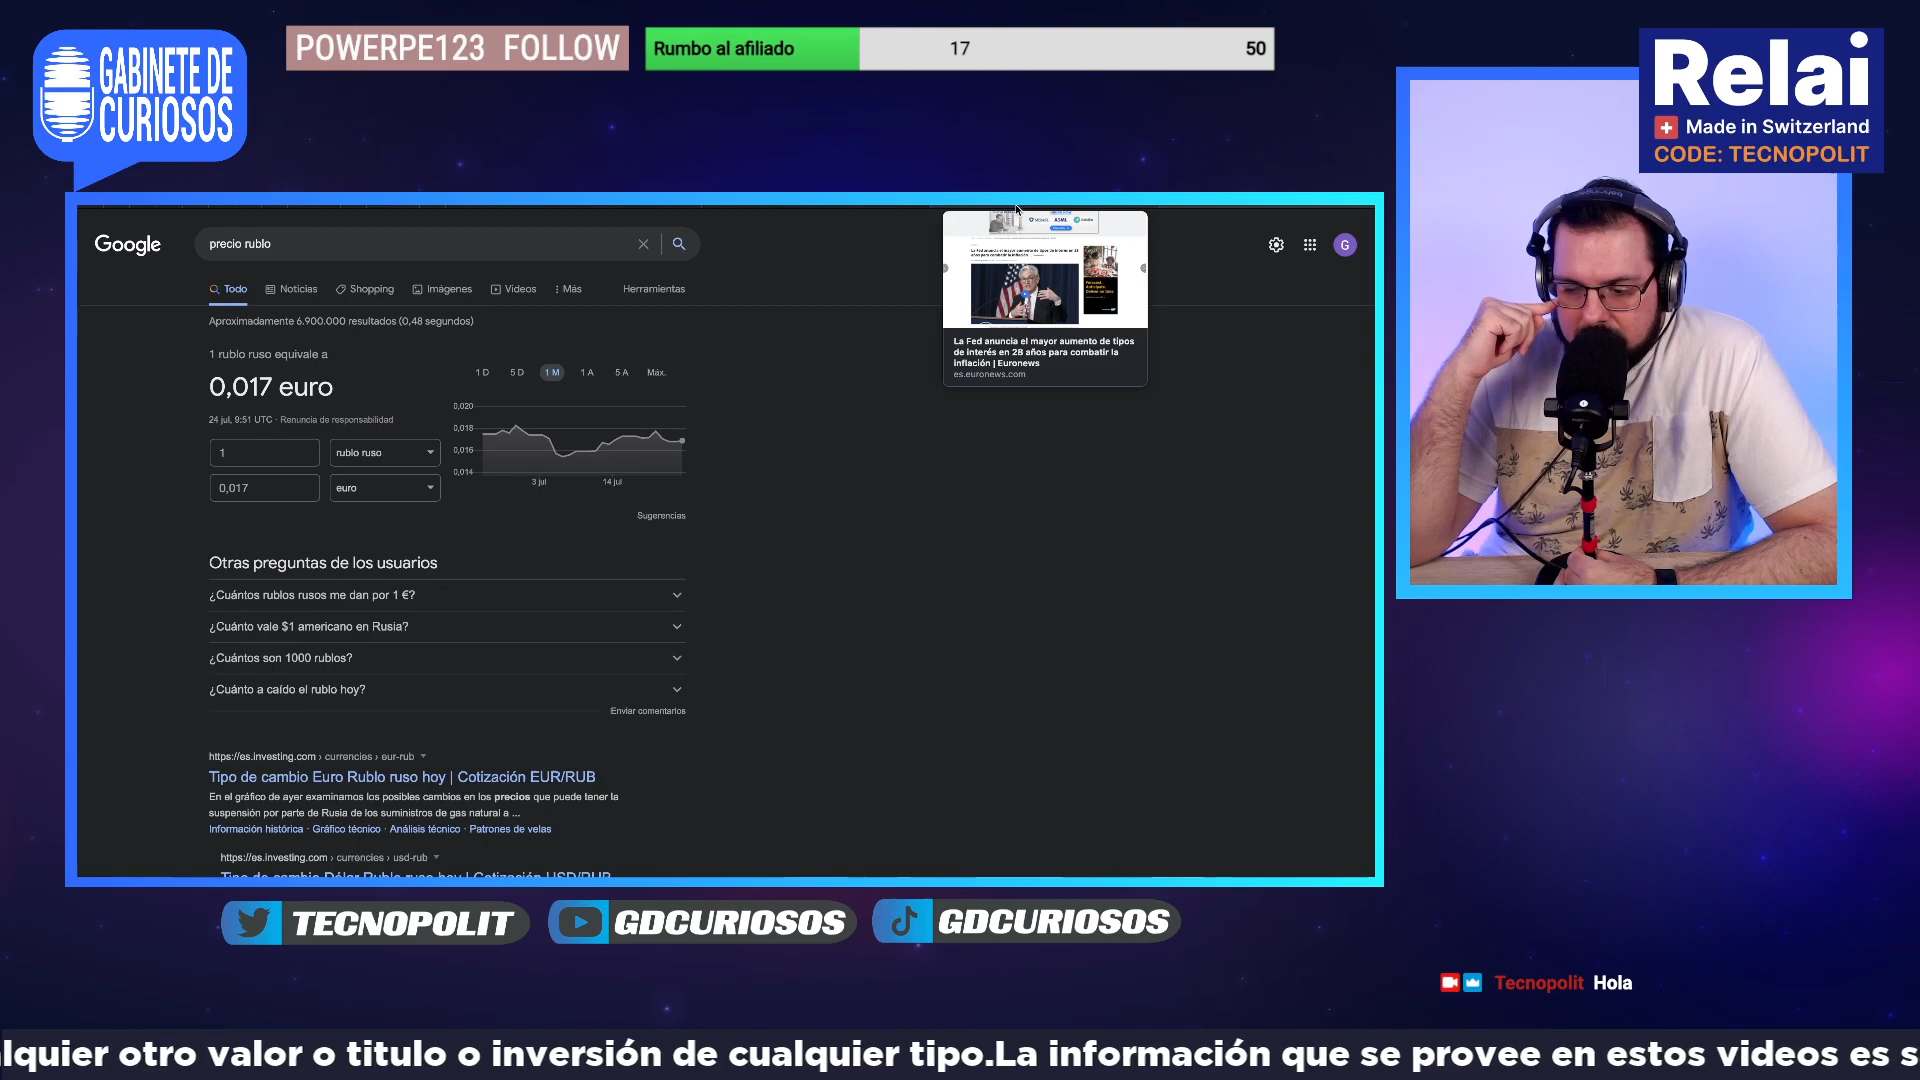 GABINETE DE
CURIOSOS
POWERPE123 FOLLOW
Rumbo al afiliado 17 50
Relai
Made in Switzerland
CODE: TECNOPOLIT
Google
precio rublo
G
Todo Noticias Shopping Imágenes Videos Más Herramientas
Aproximadamente 6.900.000 resultados (0,48 segundos)
1 rublo ruso equivale a
0,017 euro
24 jul, 9:51 UTC · Renuncia de responsabilidad
1 rublo ruso
0,017 euro
1 D 5 D 1 M 1 A 5 A Máx.
0,020
0,018
0,016
0,014
3 jul 14 jul
Sugerencias
La Fed anuncia el mayor aumento de tipos
de interés en 28 años para combatir la
inflación | Euronews
es.euronews.com
Otras preguntas de los usuarios
¿Cuántos rublos rusos me dan por 1 €?
¿Cuánto vale $1 americano en Rusia?
¿Cuántos son 1000 rublos?
¿Cuánto a caído el rublo hoy?
Enviar comentarios
https://es.investing.com › currencies › eur-rub
Tipo de cambio Euro Rublo ruso hoy | Cotización EUR/RUB
En el gráfico de ayer examinamos los posibles cambios en los precios que puede tener la
suspensión por parte de Rusia de los suministros de gas natural a ...
Información histórica · Gráfico técnico · Análisis técnico · Patrones de velas
https://es.investing.com › currencies › usd-rub
Tipo de cambio Dólar Rublo ruso hoy | Cotización USD/RUB
TECNOPOLIT
GDCURIOSOS
GDCURIOSOS
Tecnopolit Hola
lquier otro valor o titulo o inversión de cualquier tipo.La información que se provee en estos videos es s